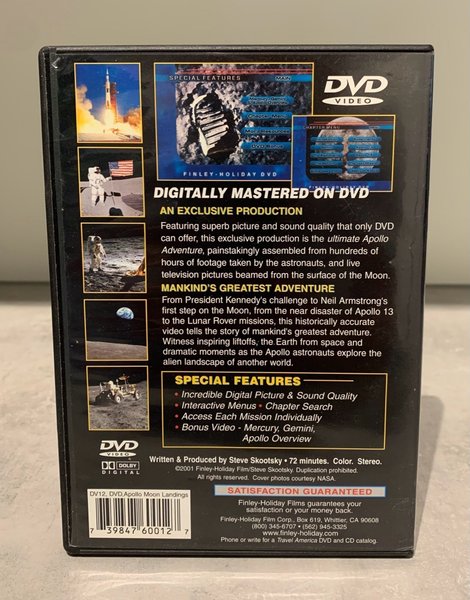 SPECIAL FEATURES
MAIN
DVD
VIDEO
CHAPTER MENU
FINLEY-HOLIDAY DVD
DIGITALLY MASTERED ON DVD
AN EXCLUSIVE PRODUCTION
Featuring superb picture and sound quality that only DVD
can offer, this exclusive production is the ultimate Apollo
Adventure, painstakingly assembled from hundreds of
hours of footage taken by the astronauts, and live
television pictures beamed from the surface of the Moon.
MANKIND'S GREATEST ADVENTURE
From President Kennedy's challenge to Neil Armstrong's
first step on the Moon, from the near disaster of Apollo 13
to the Lunar Rover missions, this historically accurate
video tells the story of mankind's greatest adventure.
Witness inspiring liftoffs, the Earth from space and
dramatic moments as the Apollo astronauts explore the
alien landscape of another world.
SPECIAL FEATURES
• Incredible Digital Picture & Sound Quality
• Interactive Menus • Chapter Search
• Access Each Mission Individually
• Bonus Video - Mercury, Gemini,
Apollo Overview
DVD
VIDEO
DOLBY
DIGITAL
Written & Produced by Steve Skootsky • 72 minutes. Color. Stereo.
©2001 Finley-Holiday Film/Steve Skootsky. Duplication prohibited.
All rights reserved. Cover photos courtesy NASA.
DV12, DVD,Apollo Moon Landings
7 39847 60012 7
SATISFACTION GUARANTEED
Finley-Holiday Films guarantees your
satisfaction or your money back.
Finley-Holiday Film Corp., Box 619, Whittier, CA 90608
(800) 345-6707 • (562) 945-3325
www.finley-holiday.com
Phone or write for a Travel America DVD and CD catalog.